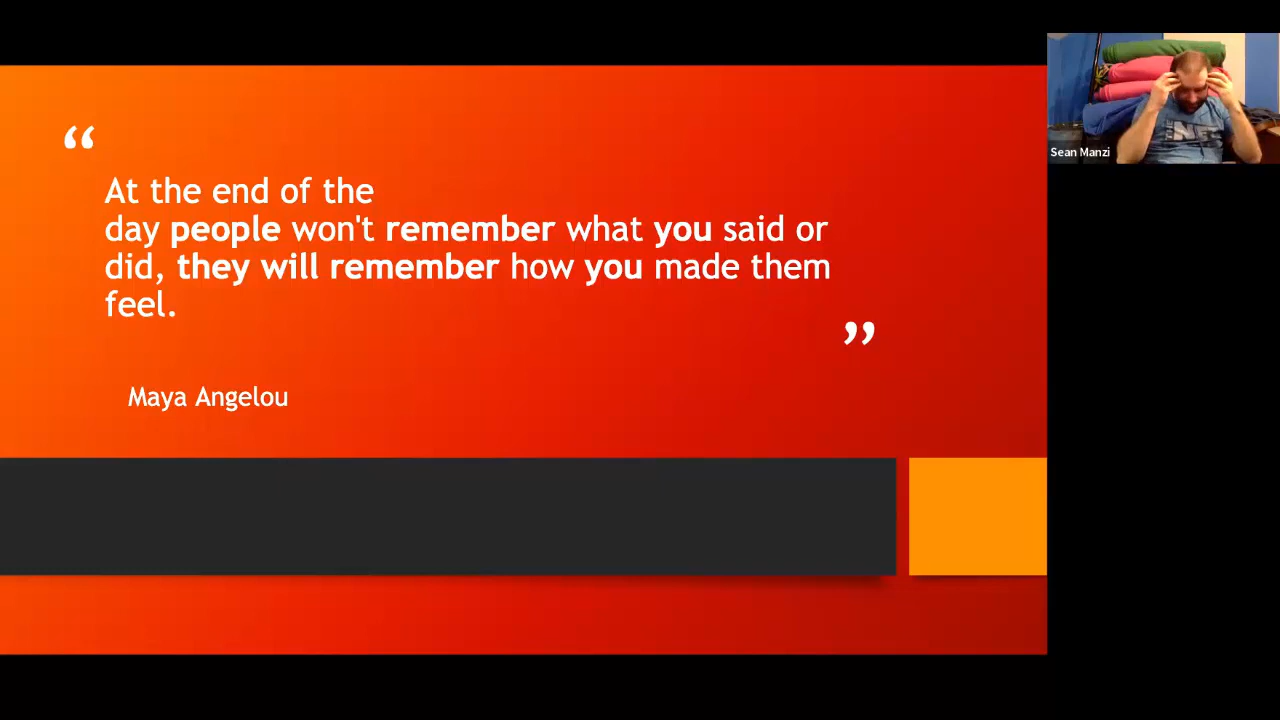 “
At the end of the
day people won't remember what you said or
did, they will remember how you made them
feel.
”
Maya Angelou
Sean Manzi